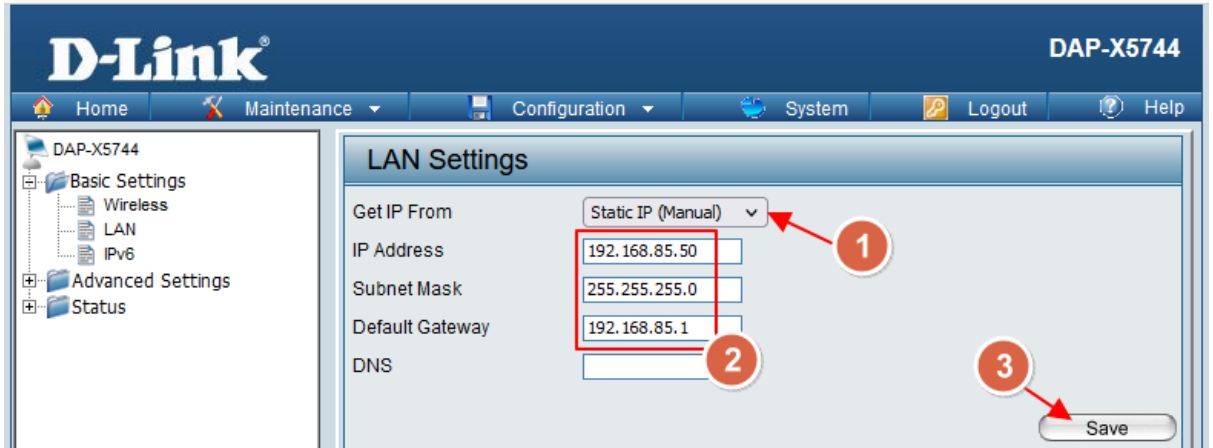 D-Link®
DAP-X5744
Home Maintenance Configuration System Logout Help
DAP-X5744
Basic Settings
Wireless
LAN
IPv6
Advanced Settings
Status
LAN Settings
Get IP From Static IP (Manual)
1
IP Address 192.168.85.50
Subnet Mask 255.255.255.0
Default Gateway 192.168.85.1
DNS
2
3
Save